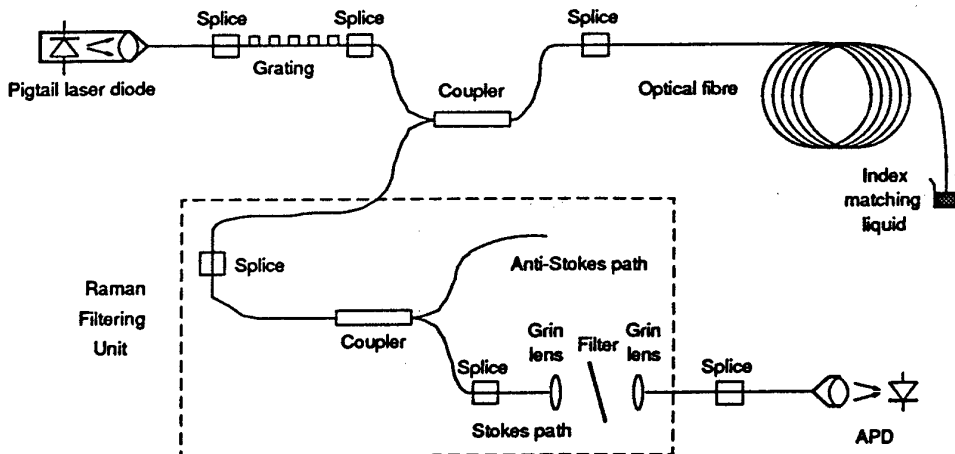 Splice
Splice
Splice
Grating
Pigtail laser diode
Coupler
Optical fibre
Index
matching
liquid
Splice
Anti-Stokes path
Raman
Filtering
Unit
Coupler
Grin
lens
Filter
Grin
lens
Splice
Splice
Stokes path
APD